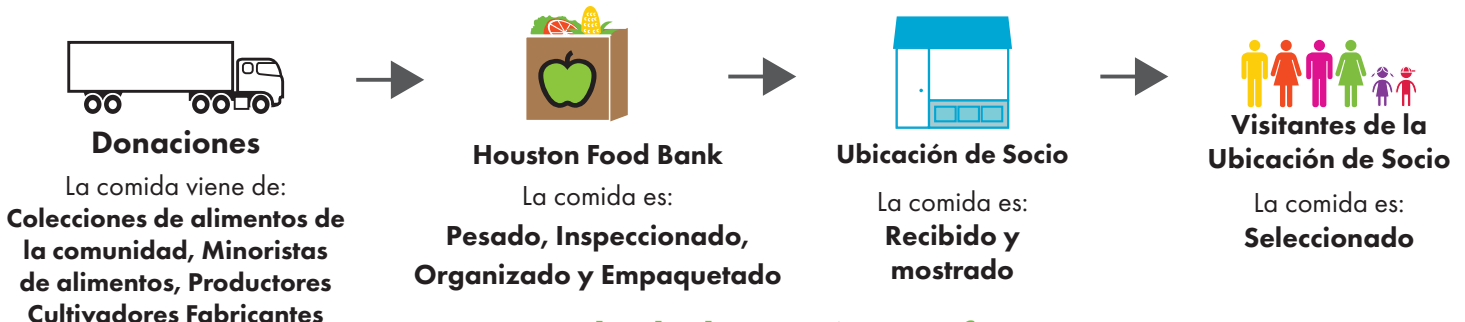 Donaciones
La comida viene de:
Colecciones de alimentos de
la comunidad, Minoristas
de alimentos, Productores
Cultivadores Fabricantes
Houston Food Bank
La comida es:
Pesado, Inspeccionado,
Organizado y Empaquetado
Ubicación de Socio
La comida es:
Recibido y
mostrado
Visitantes de la
Ubicación de Socio
La comida es:
Seleccionado